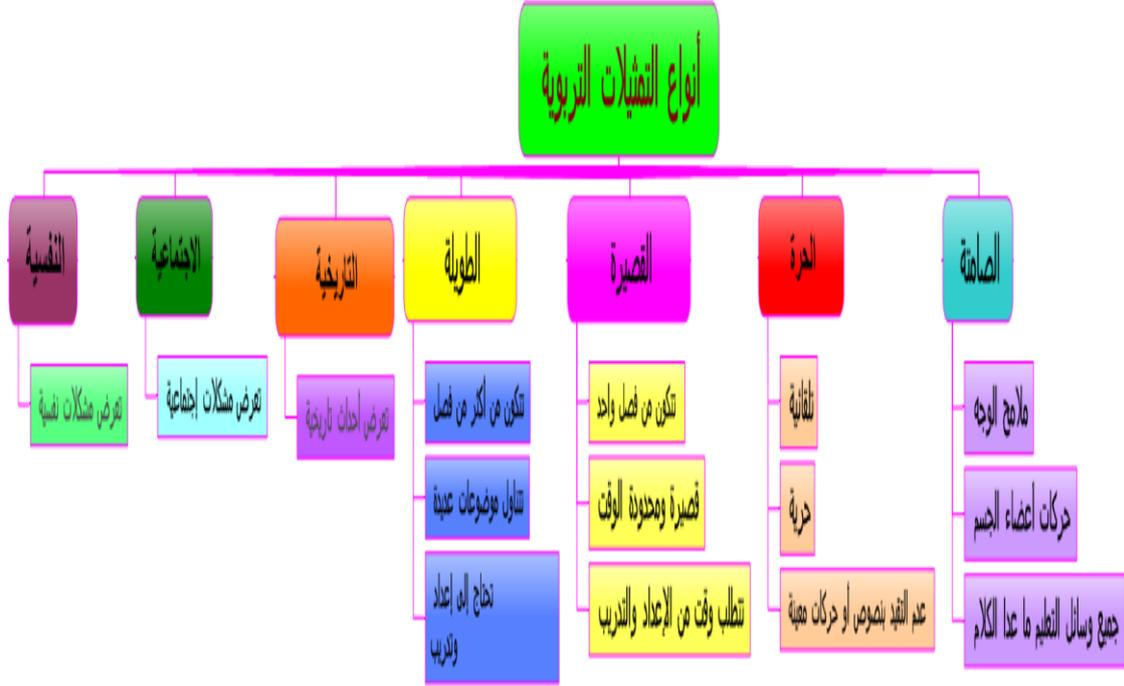 أنواع التمثيلات التربوية
الصامتة
ملامح الوجه
حركات أعضاء الجسم
جميع وسائل التعليم ما عدا الكلام
الحرة
تلقائية
حرية
عدم التقيد بنصوص أو حركات معينة
القصيرة
تتكون من فصل واحد
قصيرة ومحدودة الوقت
تتطلب وقت من الإعداد والتدريب
الطويلة
تتكون من أكثر من فصل
تتناول موضوعات عديدة
تحتاج إلى إعداد
وتدريب
التاريخية
تعرض أحداث تاريخية
الاجتماعية
تعرض مشكلات إجتماعية
النفسية
تعرض مشكلات نفسية